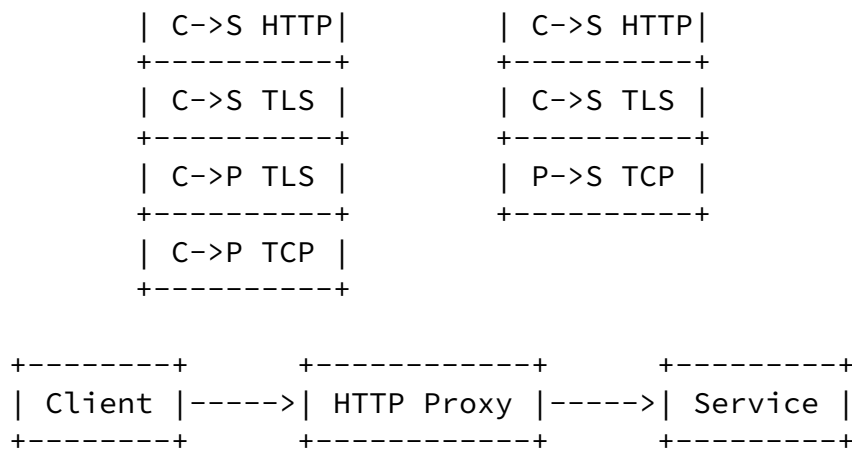 | C->S HTTP| | C->S HTTP|
+----------+ +----------+
| C->S TLS | | C->S TLS |
+----------+ +----------+
| C->P TLS | | P->S TCP |
+----------+ +----------+
| C->P TCP |
+----------+
+--------+ +------------+ +---------+
| Client |----->| HTTP Proxy |----->| Service |
+--------+ +------------+ +---------+